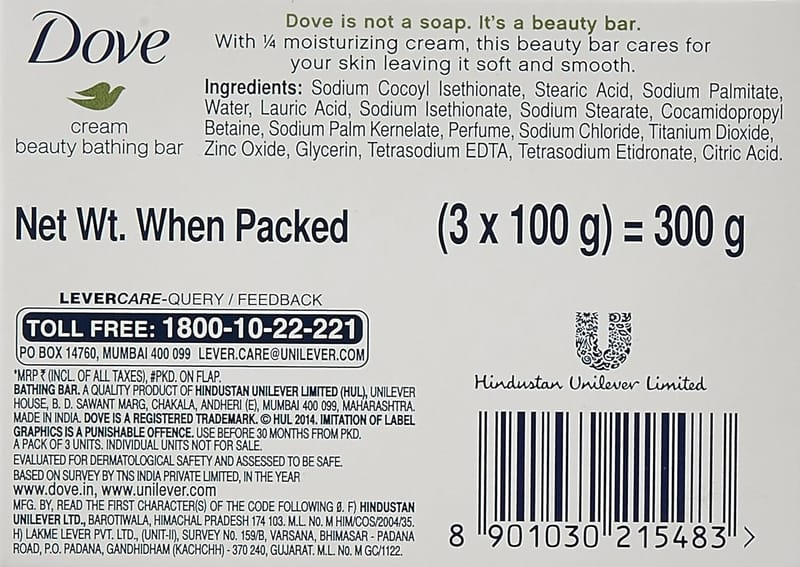 Dove
cream
beauty bathing bar
Dove is not a soap. It's a beauty bar.
With ¼ moisturizing cream, this beauty bar cares for
your skin leaving it soft and smooth.
Ingredients: Sodium Cocoyl Isethionate, Stearic Acid, Sodium Palmitate,
Water, Lauric Acid, Sodium Isethionate, Sodium Stearate, Cocamidopropyl
Betaine, Sodium Palm Kernelate, Perfume, Sodium Chloride, Titanium Dioxide,
Zinc Oxide, Glycerin, Tetrasodium EDTA, Tetrasodium Etidronate, Citric Acid.
Net Wt. When Packed (3 x 100 g) = 300 g
LEVERCARE-QUERY / FEEDBACK
TOLL FREE: 1800-10-22-221
PO BOX 14760, MUMBAI 400 099 LEVER.CARE@UNILEVER.COM
*MRP ₹ (INCL. OF ALL TAXES), #PKD. ON FLAP.
BATHING BAR. A QUALITY PRODUCT OF HINDUSTAN UNILEVER LIMITED (HUL), UNILEVER
HOUSE, B. D. SAWANT MARG, CHAKALA, ANDHERI (E), MUMBAI 400 099, MAHARASHTRA.
MADE IN INDIA. DOVE IS A REGISTERED TRADEMARK. © HUL 2014. IMITATION OF LABEL
GRAPHICS IS A PUNISHABLE OFFENCE. USE BEFORE 30 MONTHS FROM PKD.
A PACK OF 3 UNITS. INDIVIDUAL UNITS NOT FOR SALE.
EVALUATED FOR DERMATOLOGICAL SAFETY AND ASSESSED TO BE SAFE.
BASED ON SURVEY BY TNS INDIA PRIVATE LIMITED, IN THE YEAR
www.dove.in, www.unilever.com
MFG. BY, READ THE FIRST CHARACTER(S) OF THE CODE FOLLOWING Ø. F) HINDUSTAN
UNILEVER LTD., BAROTIWALA, HIMACHAL PRADESH 174 103. M.L. No. M HIM/COS/2004/35.
H) LAKME LEVER PVT. LTD., (UNIT-II), SURVEY No. 159/B, VARSANA, BHIMASAR - PADANA
ROAD, P.O. PADANA, GANDHIDHAM (KACHCHH) - 370 240, GUJARAT. M.L. No. M GC/1122.
Hindustan Unilever Limited
8 901030 215483 >